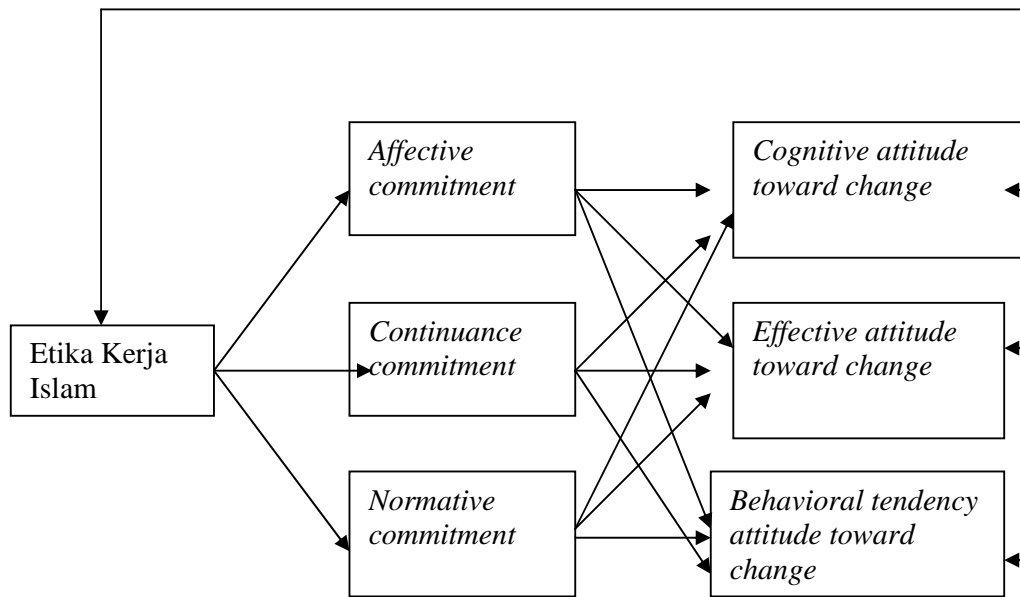 Affective
commitment
Cognitive attitude
toward change
Etika Kerja
Islam
Continuance
commitment
Effective attitude
toward change
Normative
commitment
Behavioral tendency
attitude toward
change